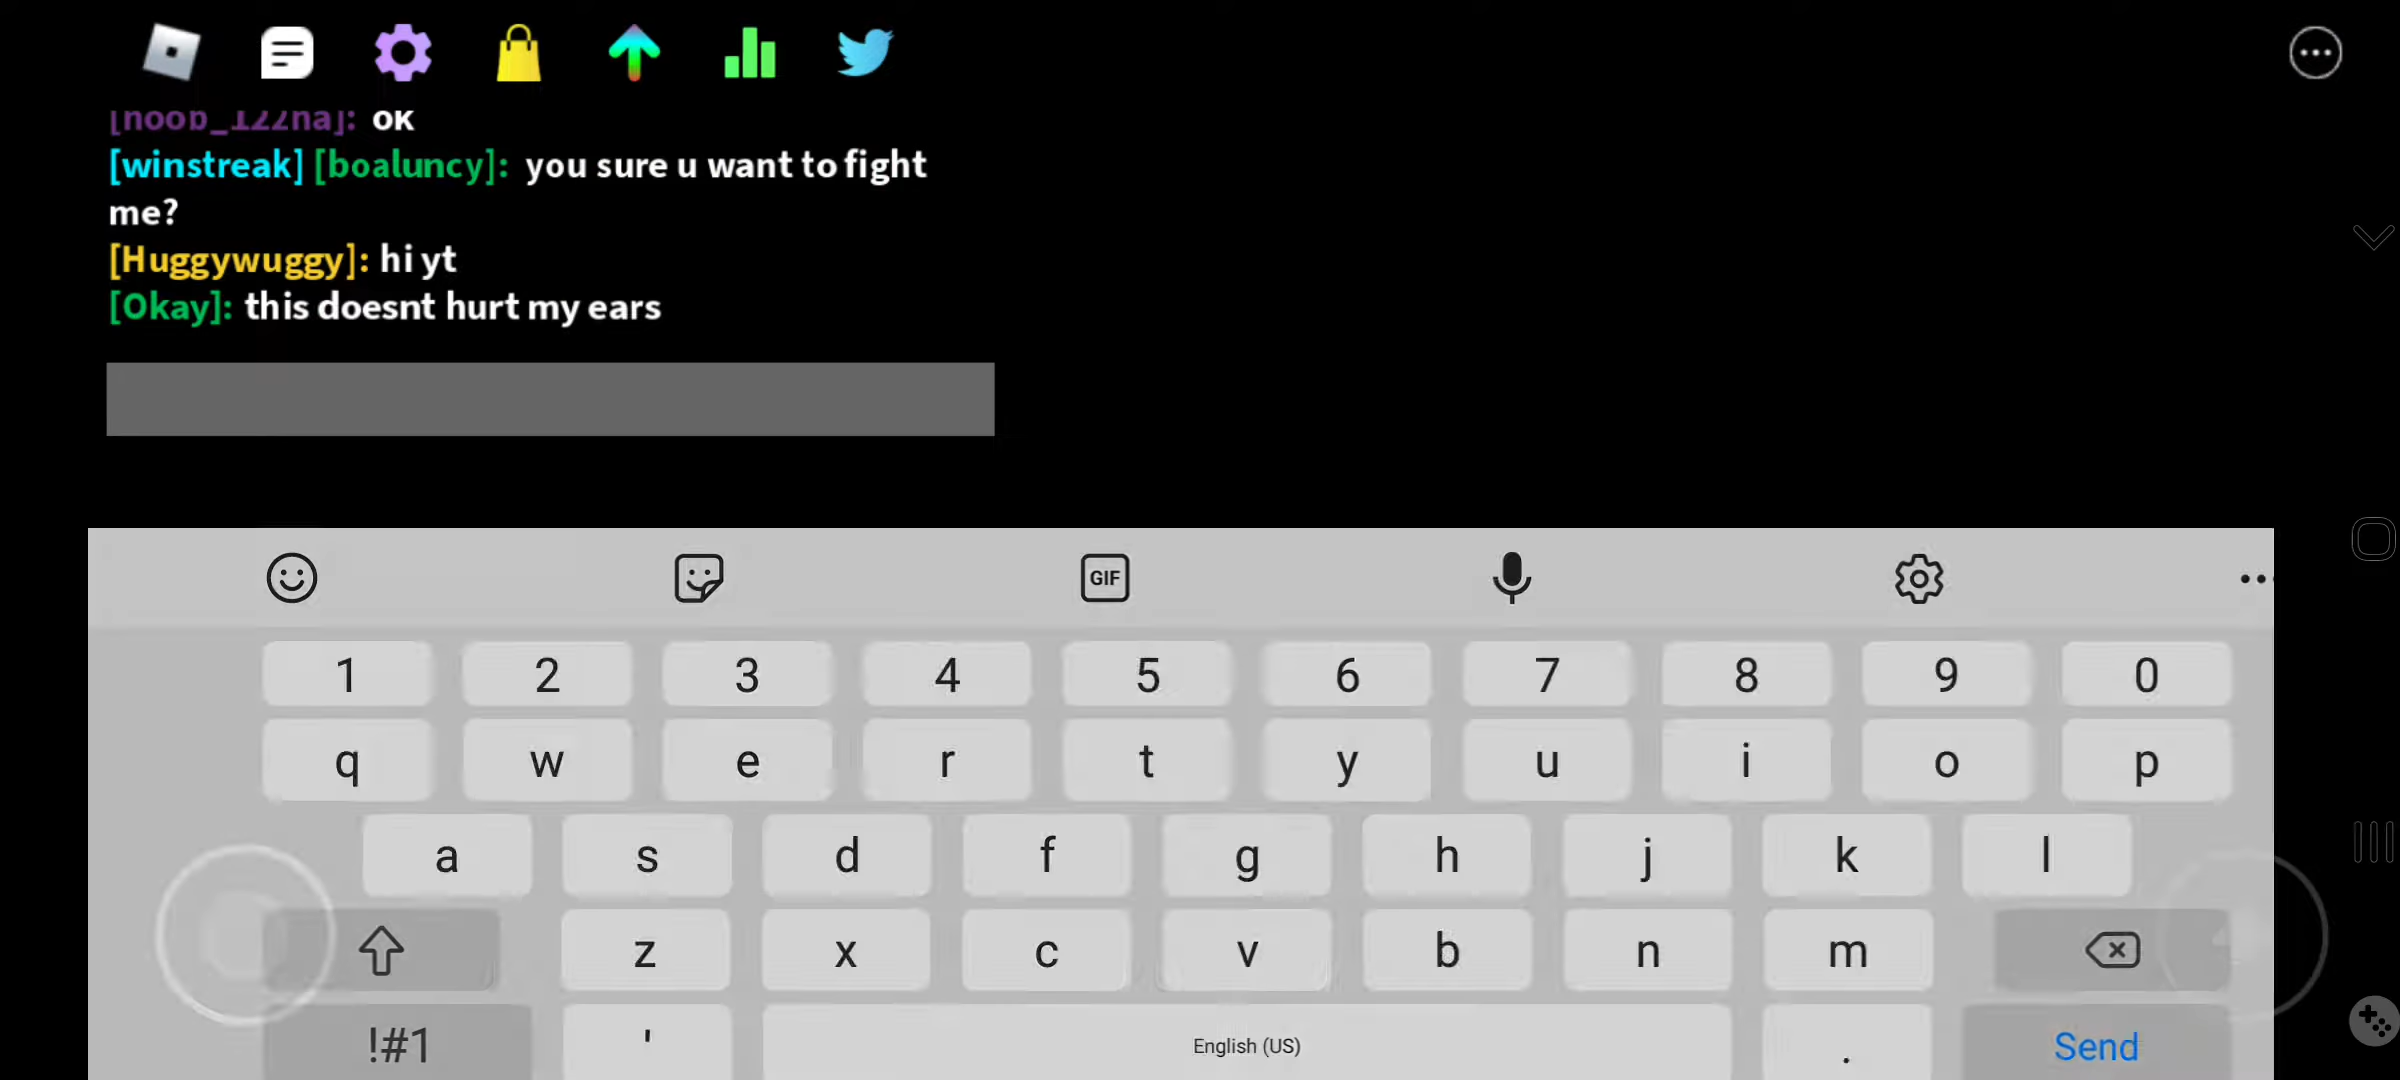 [noob_122na]: ok
[winstreak] [boaluncy]: you sure u want to fight
me?
[Huggywuggy]: hi yt
[Okay]: this doesnt hurt my ears
GIF
1 2 3 4 5 6 7 8 9 0
q w e r t y u i o p
a s d f g h j k l
z x c v b n m
!#1 ' English (US) . Send